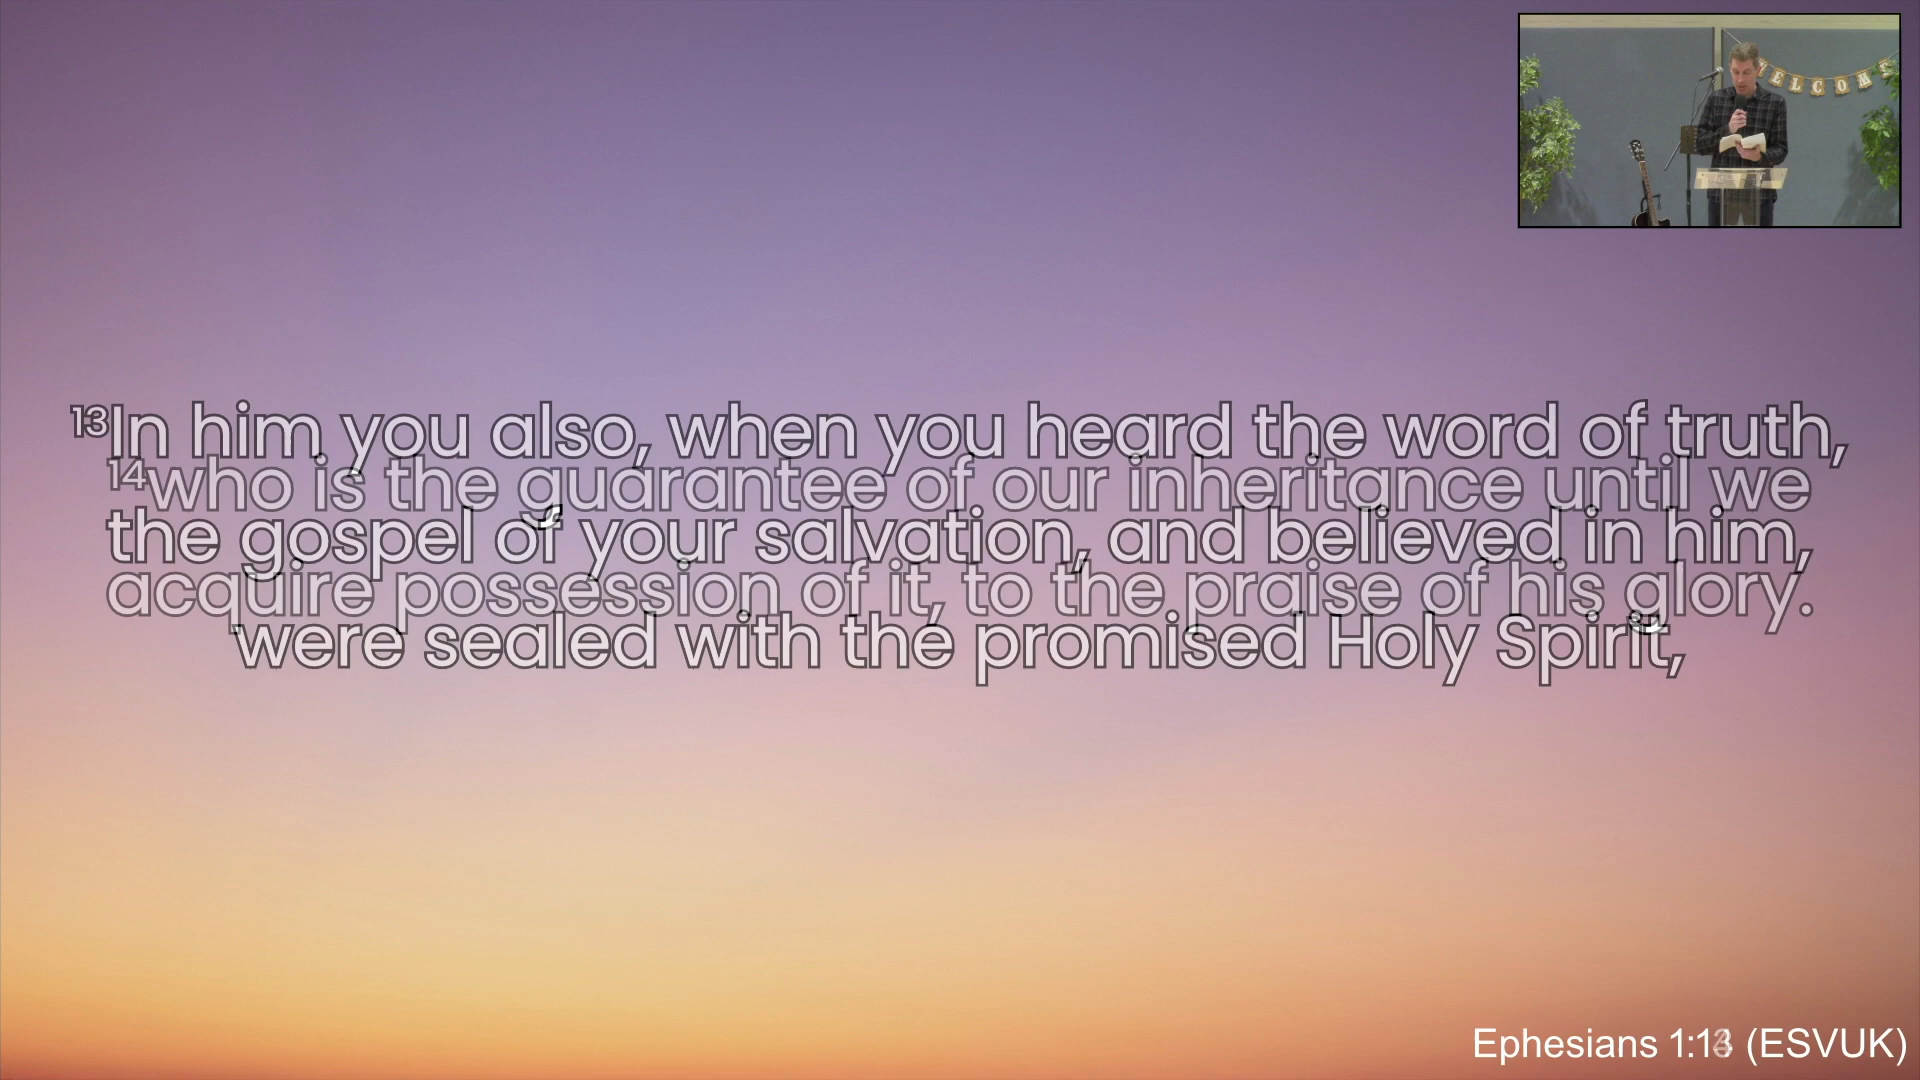 WELCOME
13In him you also, when you heard the word of truth,
14who is the guarantee of our inheritance until we
the gospel of your salvation, and believed in him,
acquire possession of it, to the praise of his glory.
were sealed with the promised Holy Spirit,
Ephesians 1:13 (ESVUK)